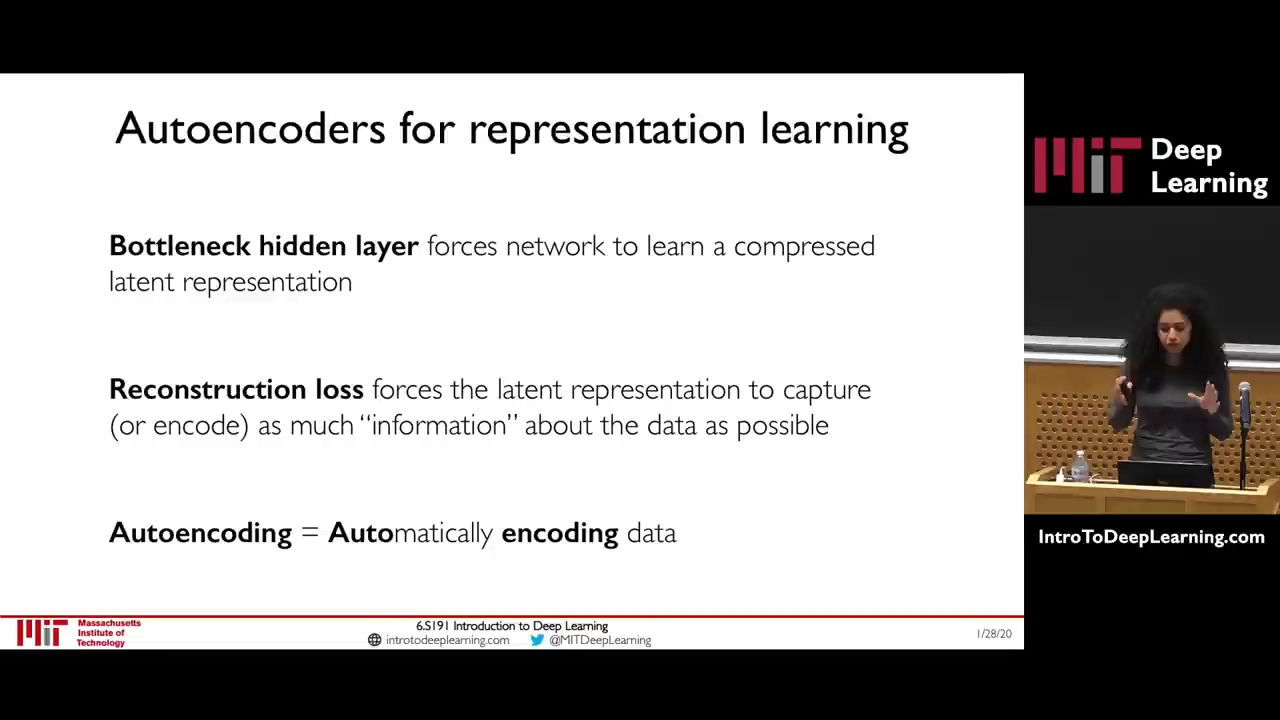 Autoencoders for representation learning
Bottleneck hidden layer forces network to learn a compressed
latent representation
Reconstruction loss forces the latent representation to capture
(or encode) as much “information” about the data as possible
Autoencoding = Automatically encoding data
MIT
Massachusetts
Institute of
Technology
6.S191 Introduction to Deep Learning
introtodeeplearning.com
@MITDeepLearning
1/28/20
MIT
Deep
Learning
IntroToDeepLearning.com